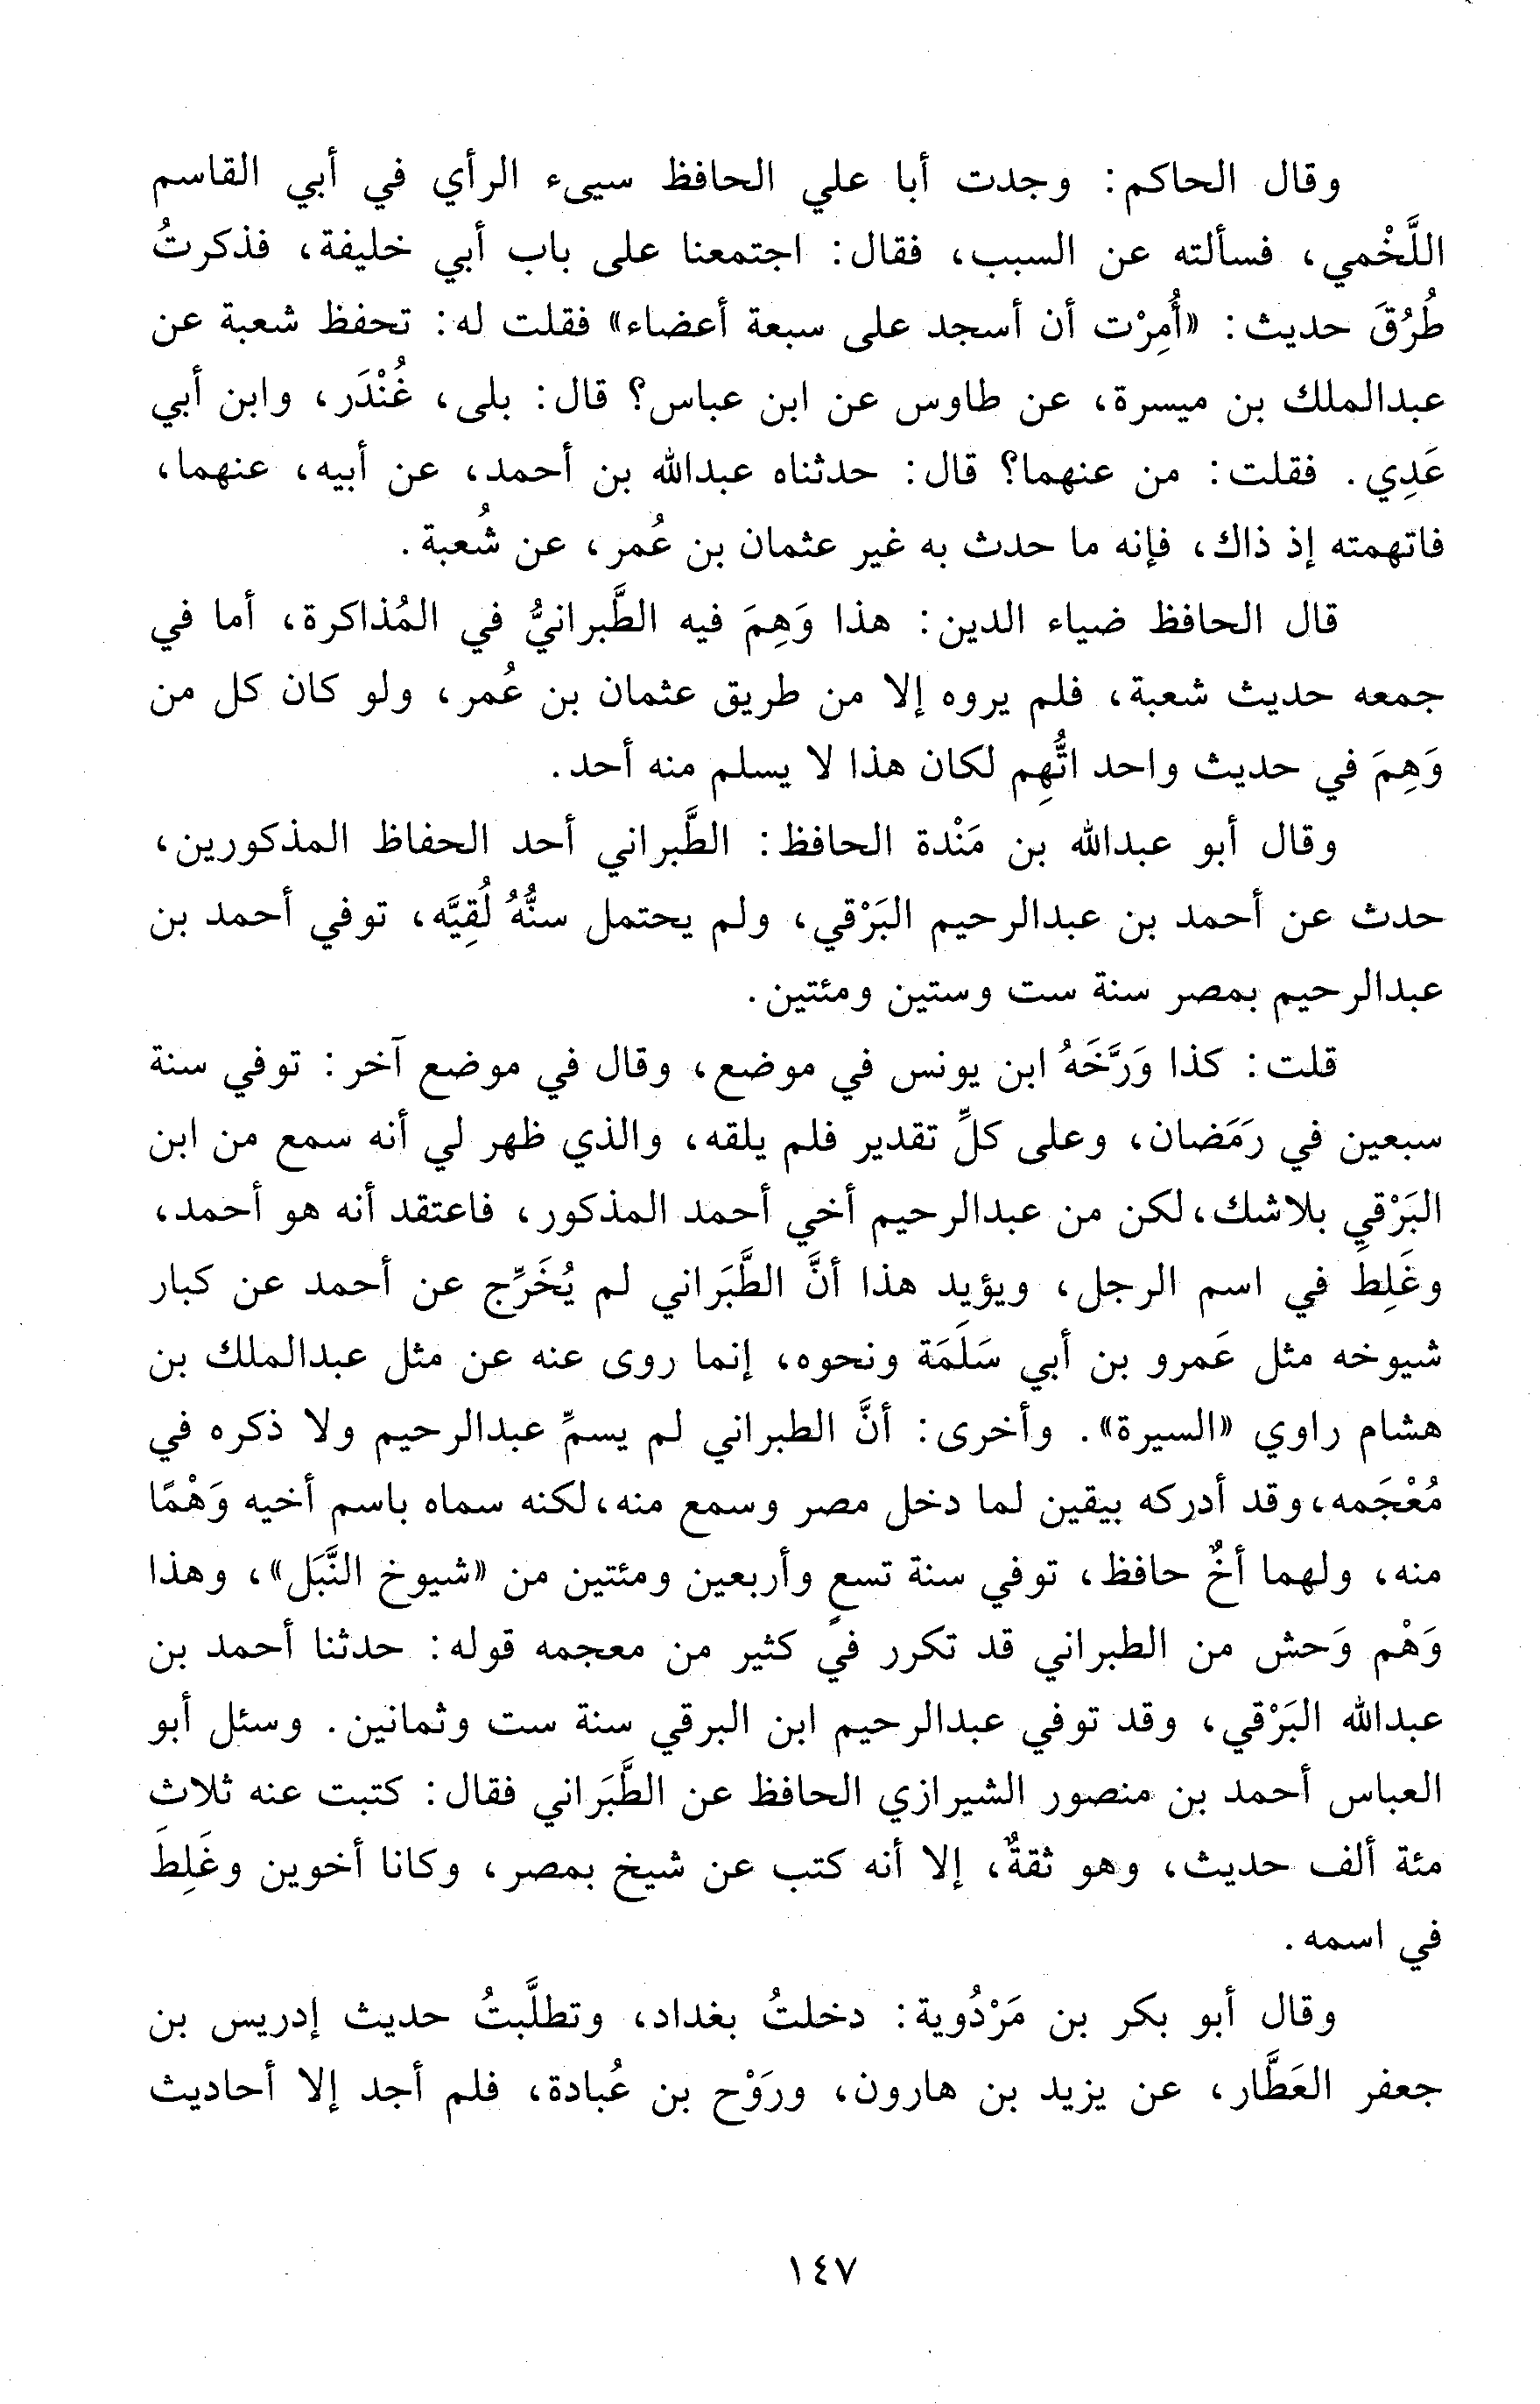 وقال الحاكم: وجدت أبا علي الحافظ سيىء الرأي في أبي القاسم
اللَّخْمي، فسألته عن السبب، فقال: اجتمعنا على باب أبي خليفة، فذكرتُ
طُرُقَ حديث: «أُمِرْت أن أسجد على سبعة أعضاء» فقلت له: تحفظ شعبة عن
عبدالملك بن ميسرة، عن طاوس عن ابن عباس؟ قال: بلى، غُنْدَر، وابن أبي
عَدِي. فقلت: من عنهما؟ قال: حدثناه عبدالله بن أحمد، عن أبيه، عنهما،
فاتهمته إذ ذاك، فإنه ما حدث به غير عثمان بن عُمر، عن شُعبة.
قال الحافظ ضياء الدين: هذا وَهِمَ فيه الطَّبرانيُّ في المُذاكرة، أما في
جمعه حديث شعبة، فلم يروه إلا من طريق عثمان بن عُمر، ولو كان كل من
وَهِمَ في حديث واحد اتُّهِم لكان هذا لا يسلم منه أحد.
وقال أبو عبدالله بن مَنْدة الحافظ: الطَّبراني أحد الحفاظ المذكورين،
حدث عن أحمد بن عبدالرحيم البَرْقي، ولم يحتمل سنُّهُ لُقِيَّه، توفي أحمد بن
عبدالرحيم بمصر سنة ست وستين ومئتين.
قلت: كذا وَرَّخَهُ ابن يونس في موضع، وقال في موضع آخر: توفي سنة
سبعين في رَمَضان، وعلى كلِّ تقدير فلم يلقه، والذي ظهر لي أنه سمع من ابن
البَرْقي بلاشك، لكن من عبدالرحيم أخي أحمد المذكور، فاعتقد أنه هو أحمد،
وغَلِطَ في اسم الرجل، ويؤيد هذا أنَّ الطَّبَراني لم يُخَرِّج عن أحمد عن كبار
شيوخه مثل عَمرو بن أبي سَلَمَة ونحوه، إنما روى عنه عن مثل عبدالملك بن
هشام راوي «السيرة». وأخرى: أنَّ الطبراني لم يسمِّ عبدالرحيم ولا ذكره في
مُعْجَمه، وقد أدركه بيقين لما دخل مصر وسمع منه، لكنه سماه باسم أخيه وَهْمًا
منه، ولهما أخٌ حافظ، توفي سنة تسعٍ وأربعين ومئتين من «شيوخ النَّبَل»، وهذا
وَهْم وَحش من الطبراني قد تكرر في كثير من معجمه قوله: حدثنا أحمد بن
عبدالله البَرْقي، وقد توفي عبدالرحيم ابن البرقي سنة ست وثمانين. وسئل أبو
العباس أحمد بن منصور الشيرازي الحافظ عن الطَّبَراني فقال: كتبت عنه ثلاث
مئة ألف حديث، وهو ثقةٌ، إلا أنه كتب عن شيخ بمصر، وكانا أخوين وغَلِطَ
في اسمه.
وقال أبو بكر بن مَرْدُوية: دخلتُ بغداد، وتطلَّبتُ حديث إدريس بن
جعفر العَطَّار، عن يزيد بن هارون، ورَوْح بن عُبادة، فلم أجد إلا أحاديث
١٤٧